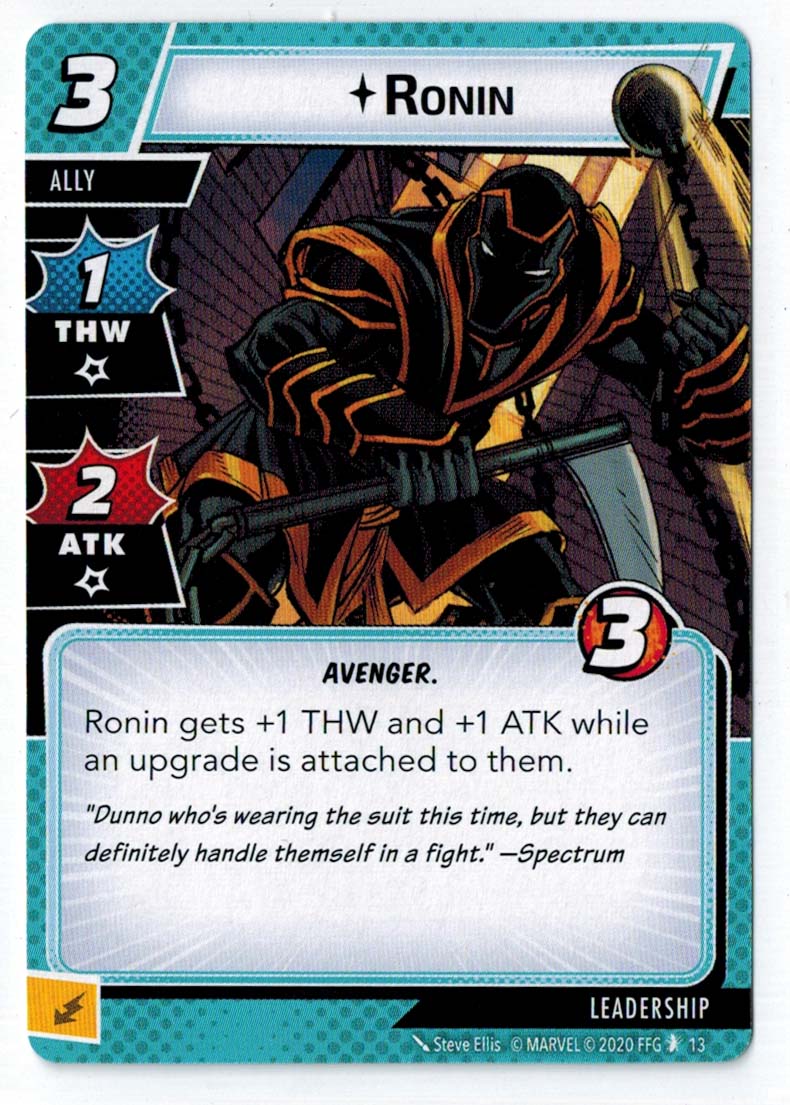 3
RONIN
ALLY
1
THW
2
ATK
3
AVENGER.
Ronin gets +1 THW and +1 ATK while
an upgrade is attached to them.
"Dunno who's wearing the suit this time, but they can
definitely handle themself in a fight." —Spectrum
LEADERSHIP
Steve Ellis © MARVEL © 2020 FFG 13